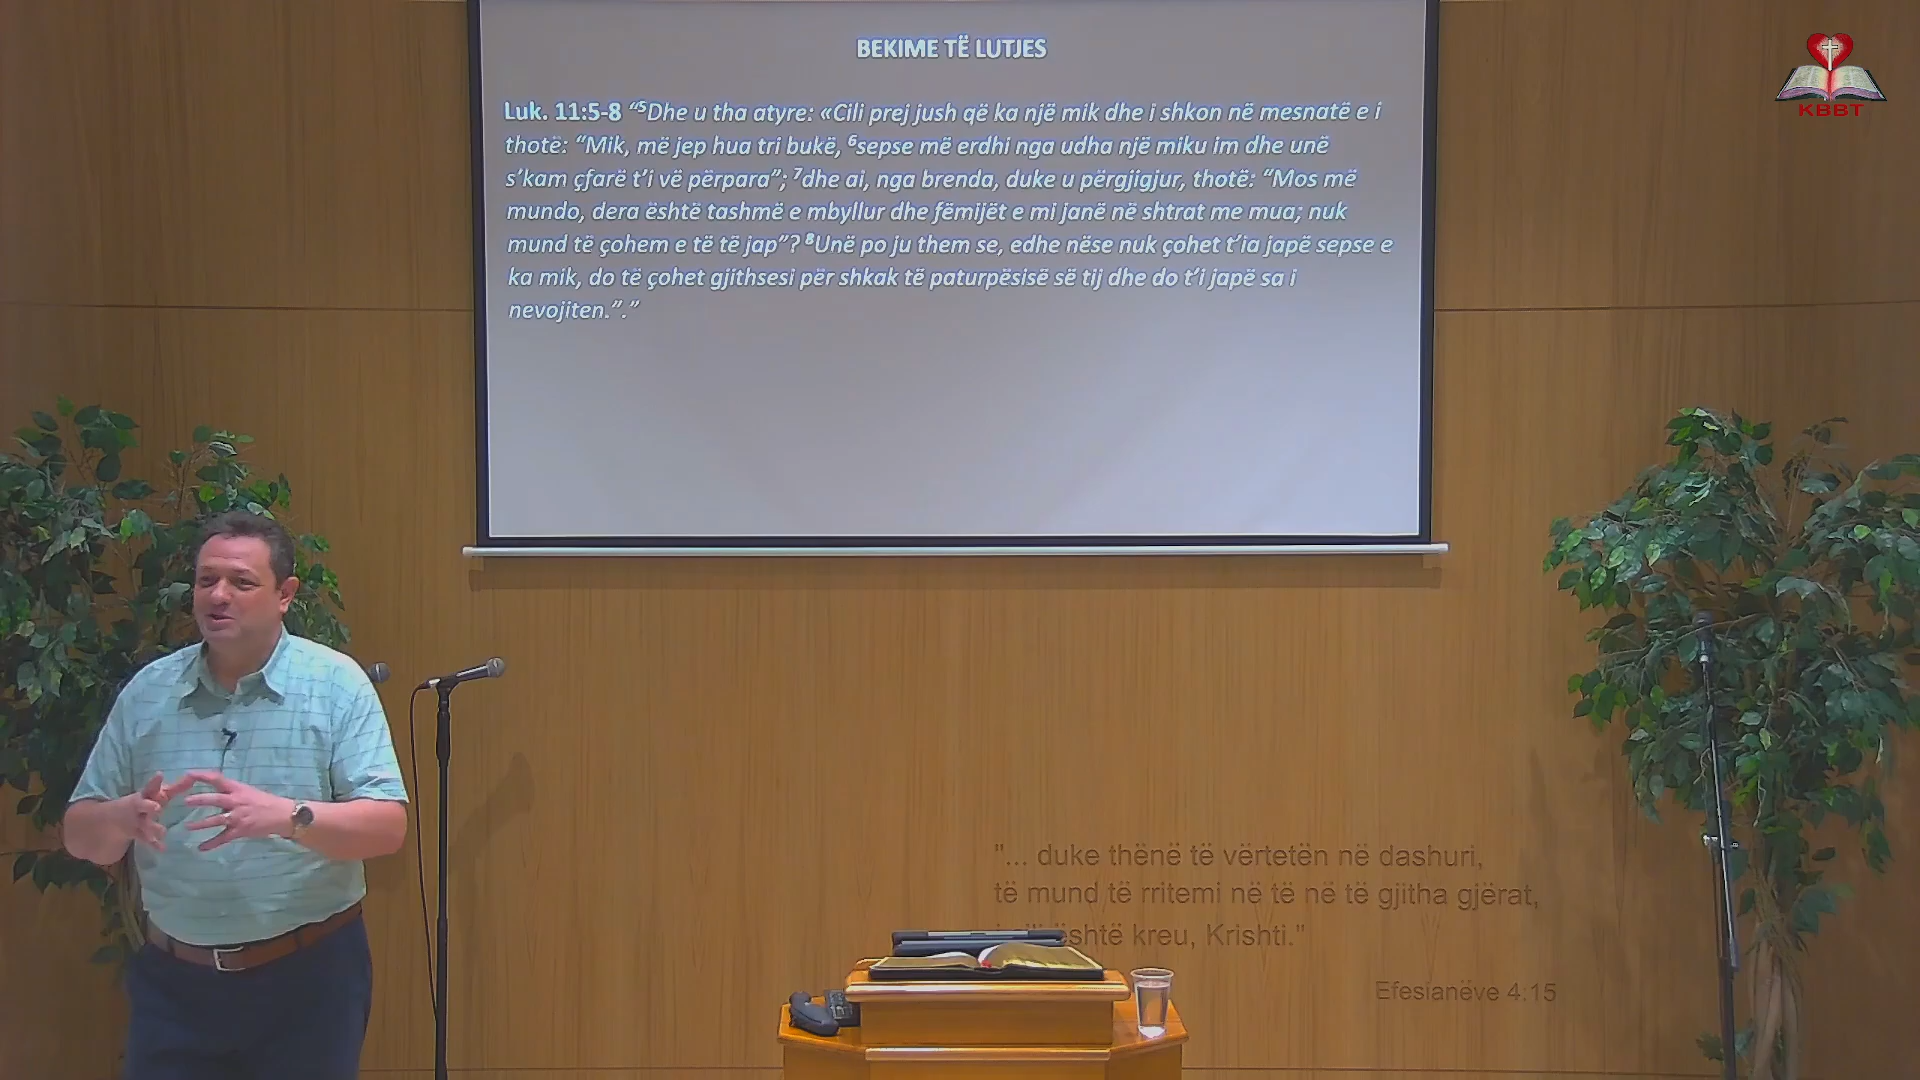 BEKIME TË LUTJES
Luk. 11:5-8 “⁵Dhe u tha atyre: «Cili prej jush që ka një mik dhe i shkon në mesnatë e i
thotë: “Mik, më jep hua tri bukë, ⁶sepse më erdhi nga udha një miku im dhe unë
s’kam çfarë t’i vë përpara”; ⁷dhe ai, nga brenda, duke u përgjigjur, thotë: “Mos më
mundo, dera është tashmë e mbyllur dhe fëmijët e mi janë në shtrat me mua; nuk
mund të çohem e të të jap”? ⁸Unë po ju them se, edhe nëse nuk çohet t’ia japë sepse e
ka mik, do të çohet gjithsesi për shkak të paturpësisë së tij dhe do t’i japë sa i
nevojiten.”.”
KBBT
"... duke thënë të vërtetën në dashuri,
të mund të rritemi në të në të gjitha gjërat,
është kreu, Krishti."
Efesianëve 4:15